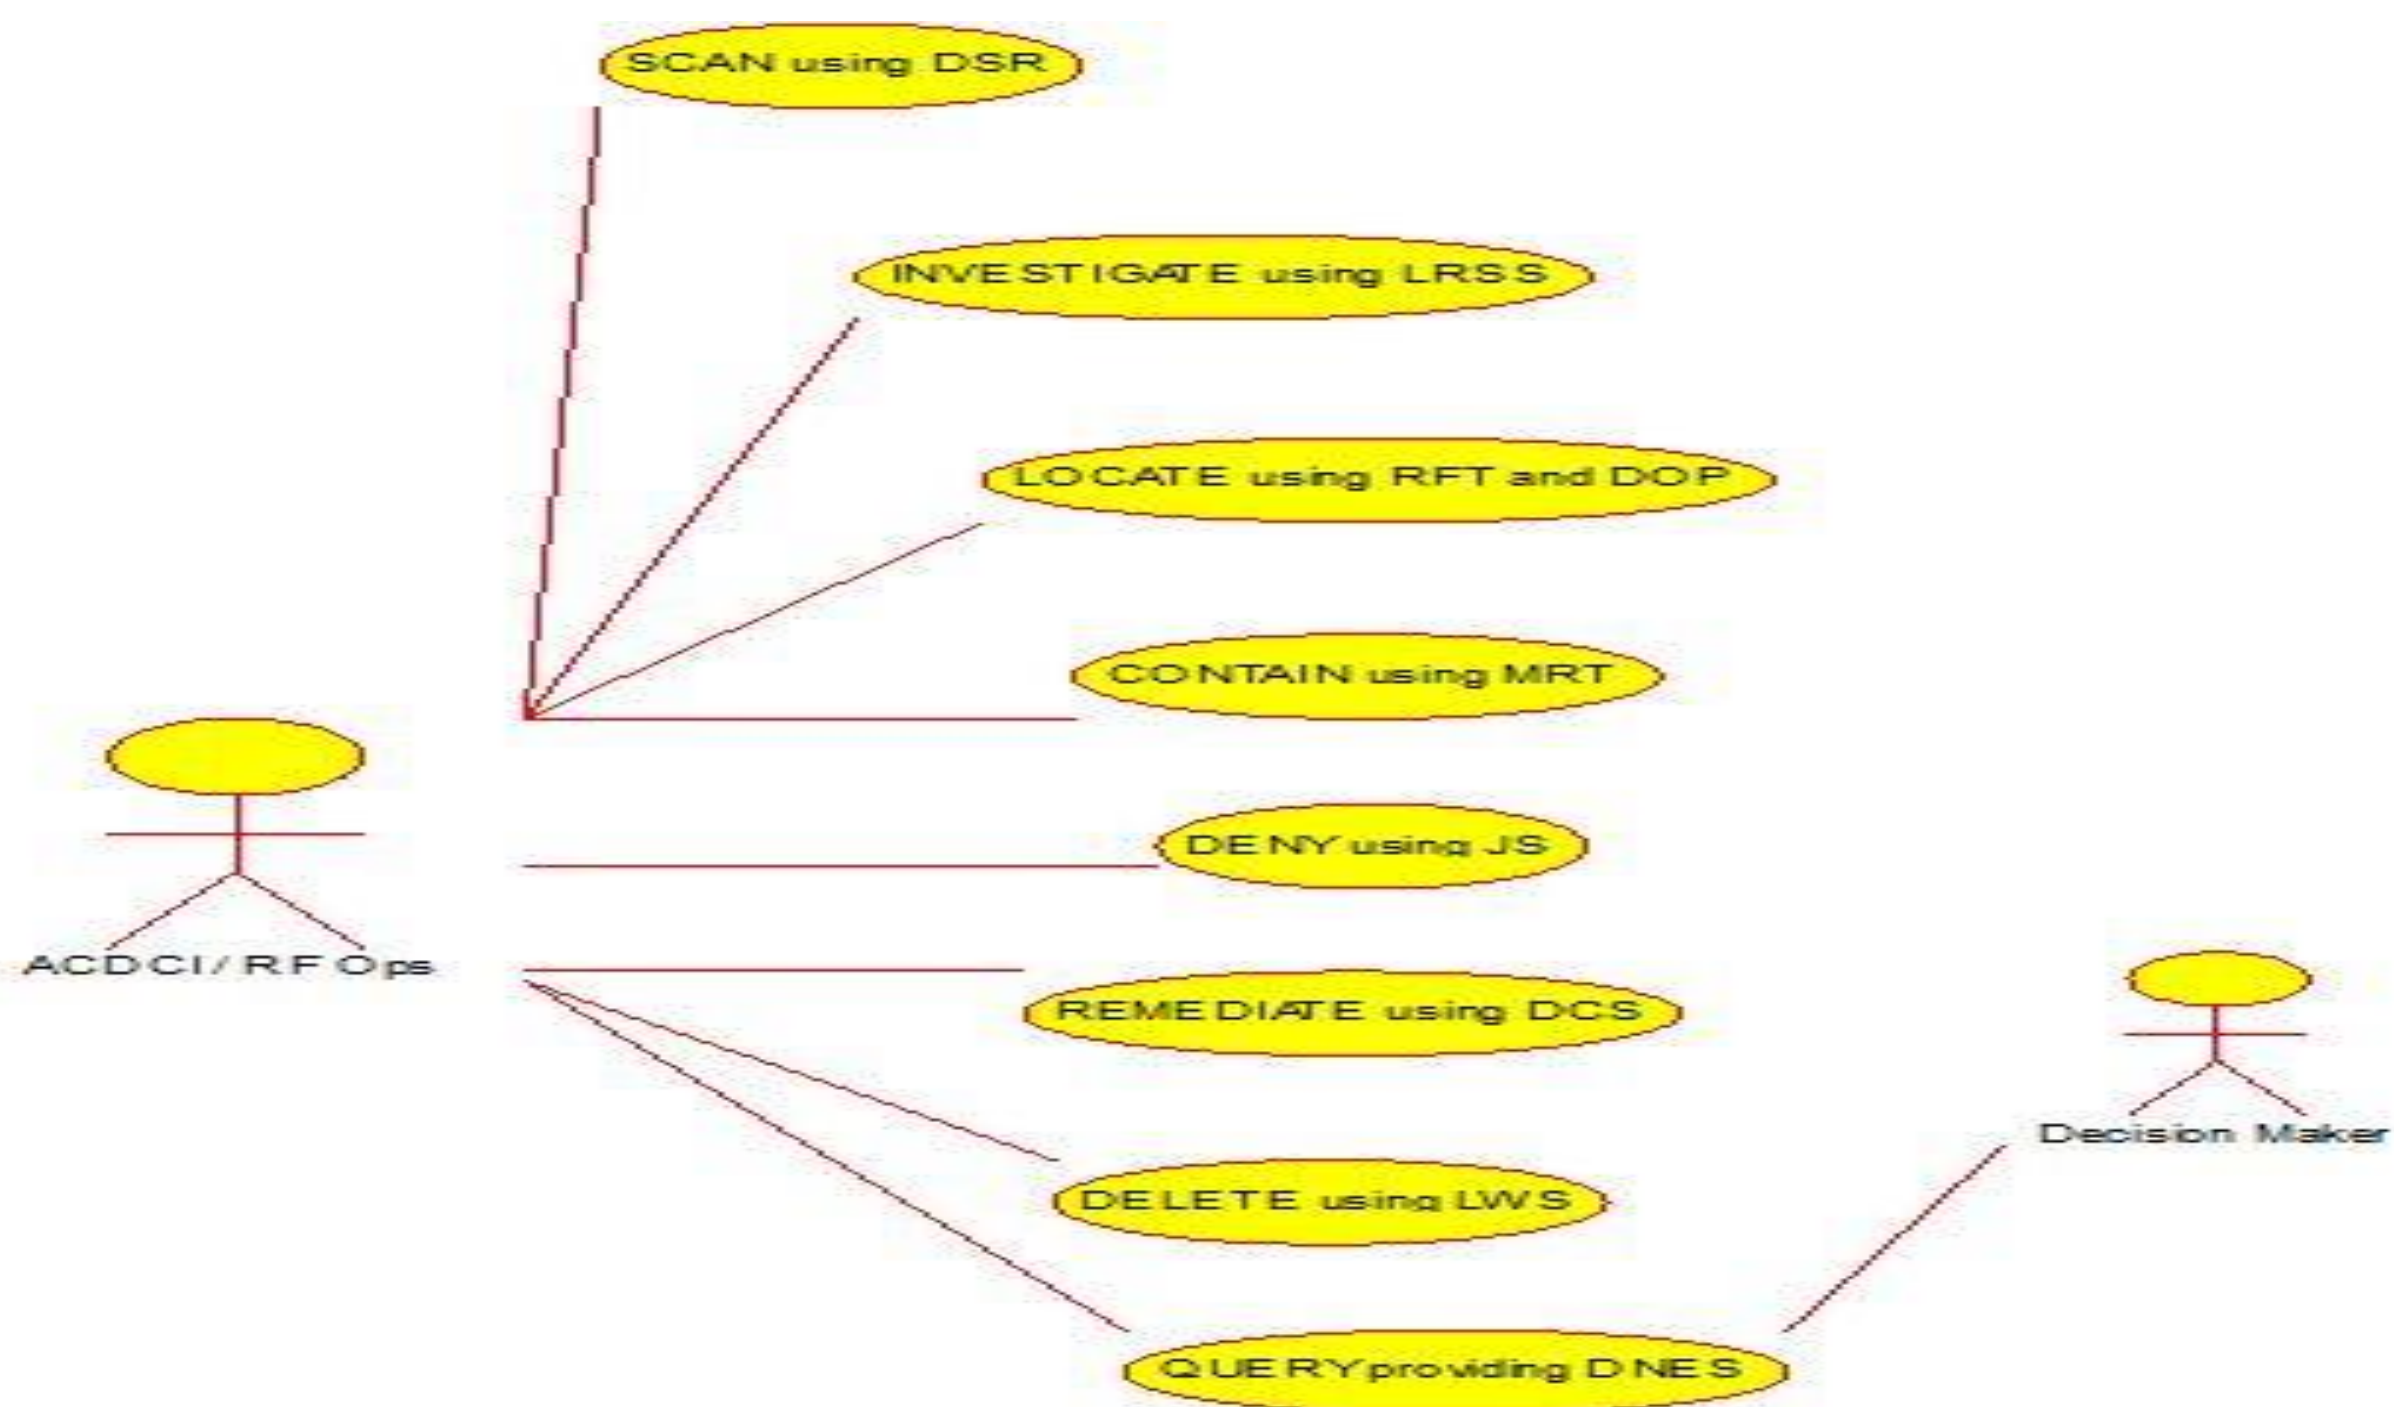 SCAN using DSR
INVESTIGATE using LRSS
LOCATE using RFT and DOP
CONTAIN using MRT
DENY using JS
ACDCI / RF Ops
REMEDIATE using DCS
Decision Maker
DELETE using LWS
QUERY providing DNES